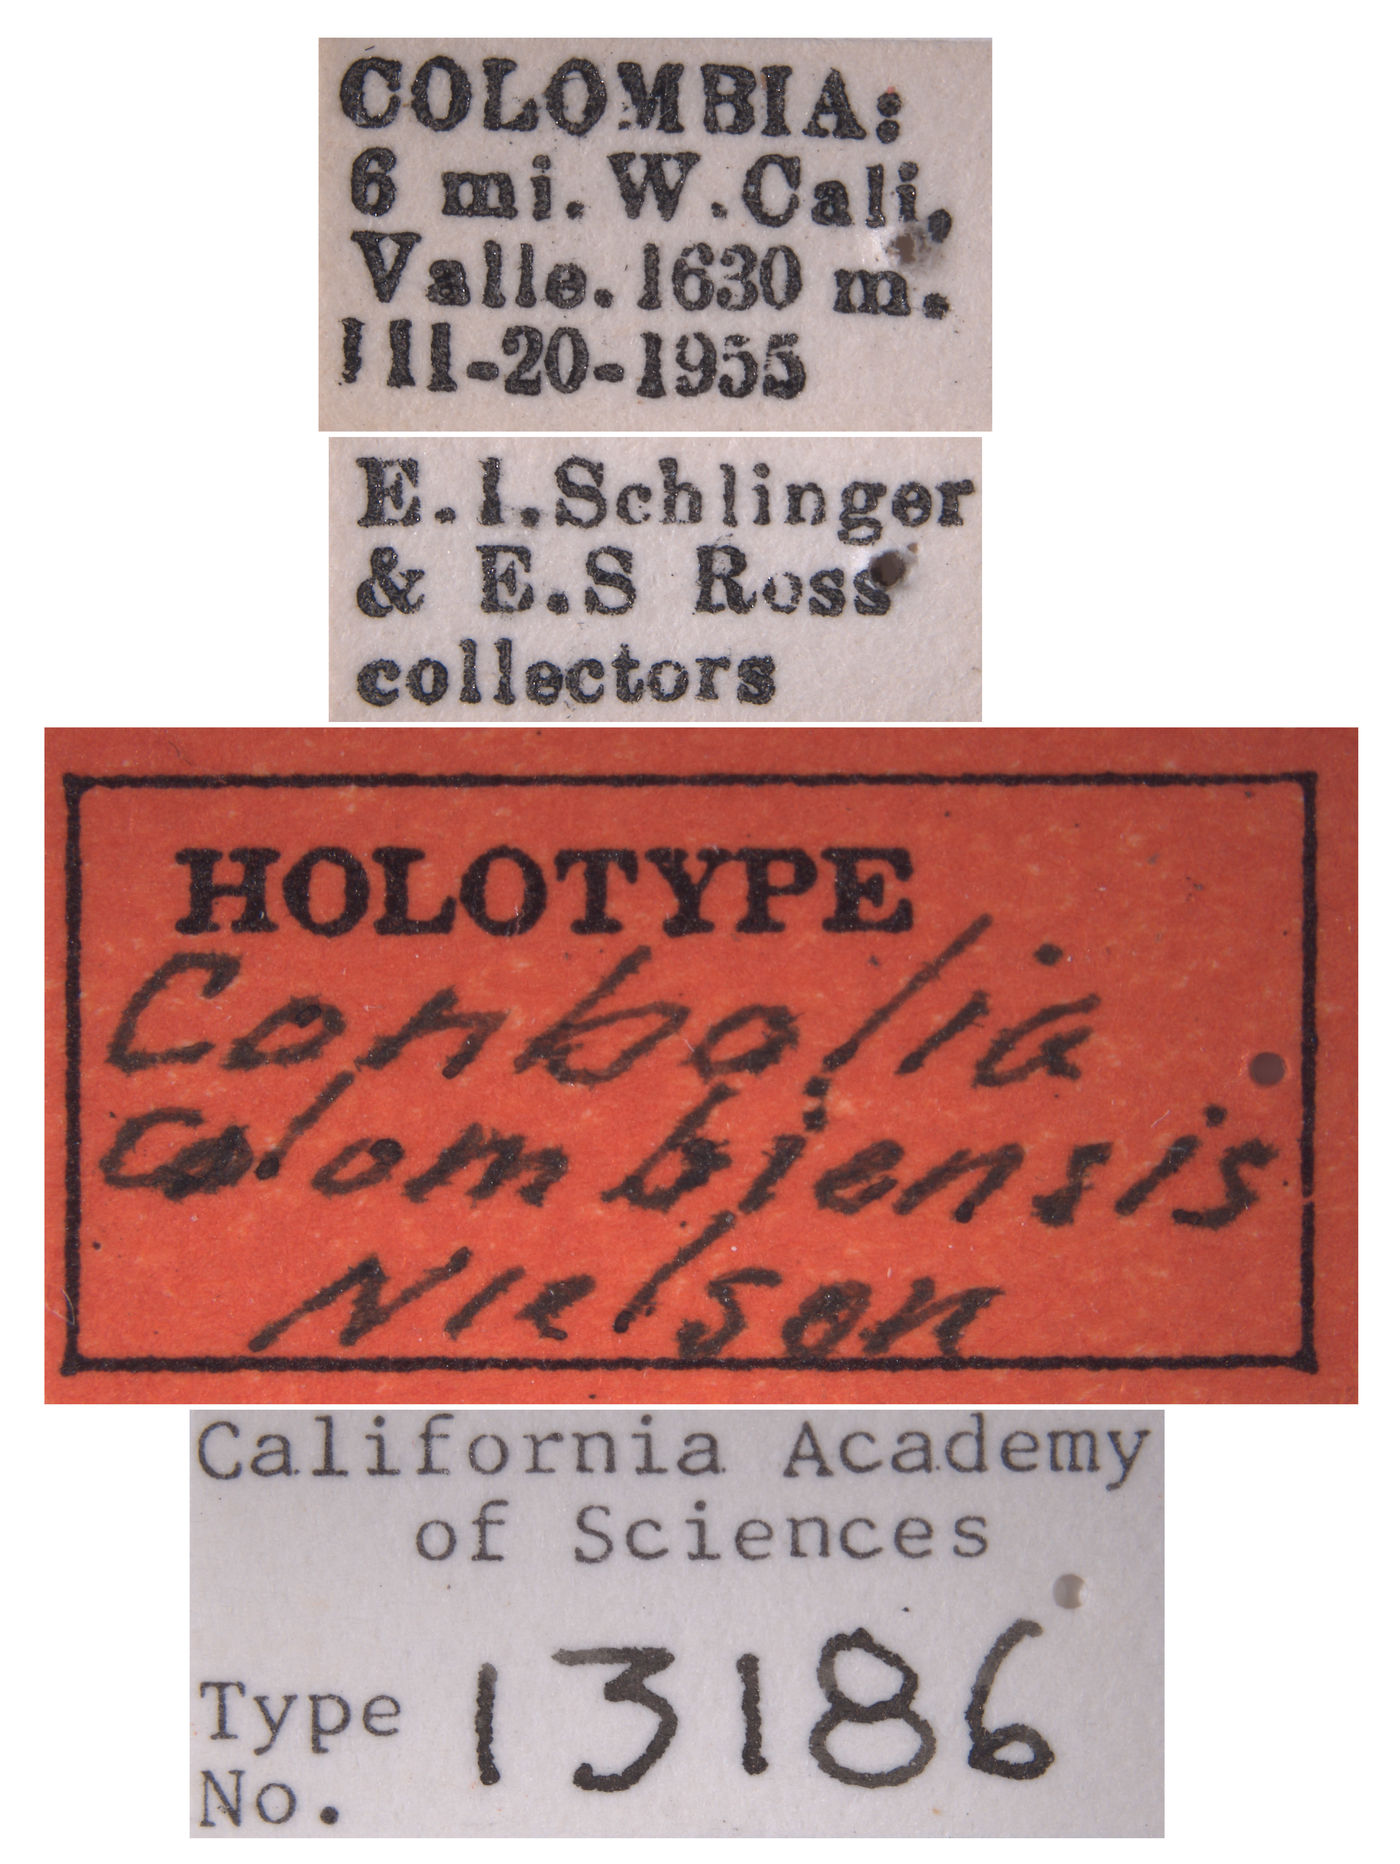 COLOMBIA:
6 mi. W. Cali,
Valle. 1630 m.
III-20-1955
E. I. Schlinger
& E.S Ross
collectors
HOLOTYPE
Conbolia
colombiensis
Nielson
California Academy
of Sciences
Type
No. 13186